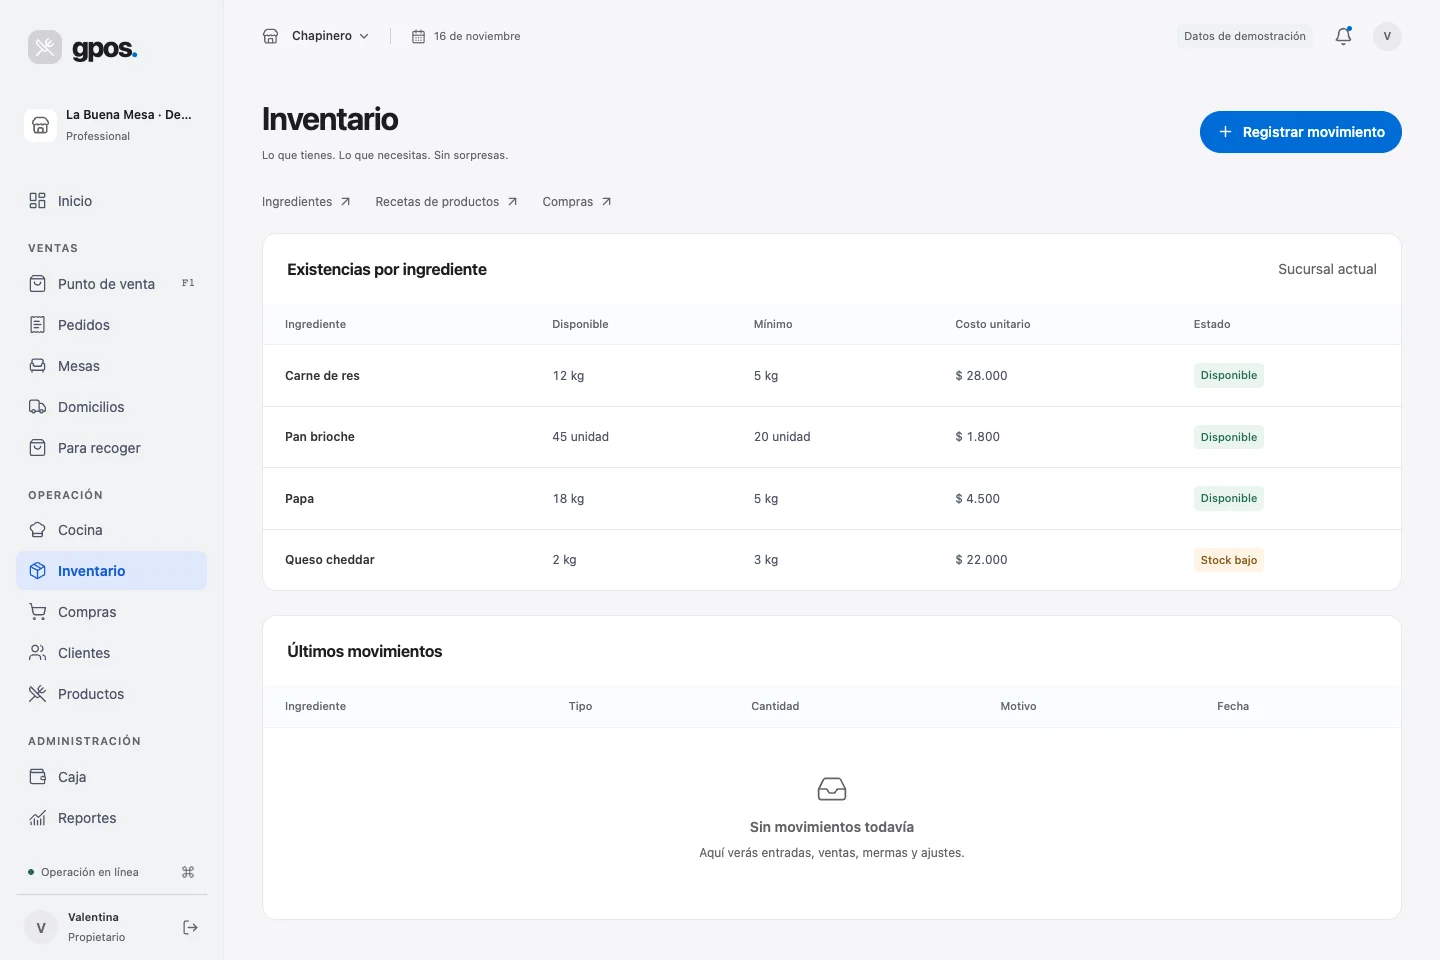 gpos.
La Buena Mesa · De...
Professional
Inicio
VENTAS
Punto de venta F1
Pedidos
Mesas
Domicilios
Para recoger
OPERACIÓN
Cocina
Inventario
Compras
Clientes
Productos
ADMINISTRACIÓN
Caja
Reportes
Operación en línea ⌘
V
Valentina
Propietario
Chapinero
16 de noviembre
Datos de demostración
V
Inventario
Lo que tienes. Lo que necesitas. Sin sorpresas.
+ Registrar movimiento
Ingredientes Recetas de productos Compras
Existencias por ingrediente Sucursal actual
Ingrediente Disponible Mínimo Costo unitario Estado
Carne de res 12 kg 5 kg $ 28.000 Disponible
Pan brioche 45 unidad 20 unidad $ 1.800 Disponible
Papa 18 kg 5 kg $ 4.500 Disponible
Queso cheddar 2 kg 3 kg $ 22.000 Stock bajo
Últimos movimientos
Ingrediente Tipo Cantidad Motivo Fecha
Sin movimientos todavía
Aquí verás entradas, ventas, mermas y ajustes.